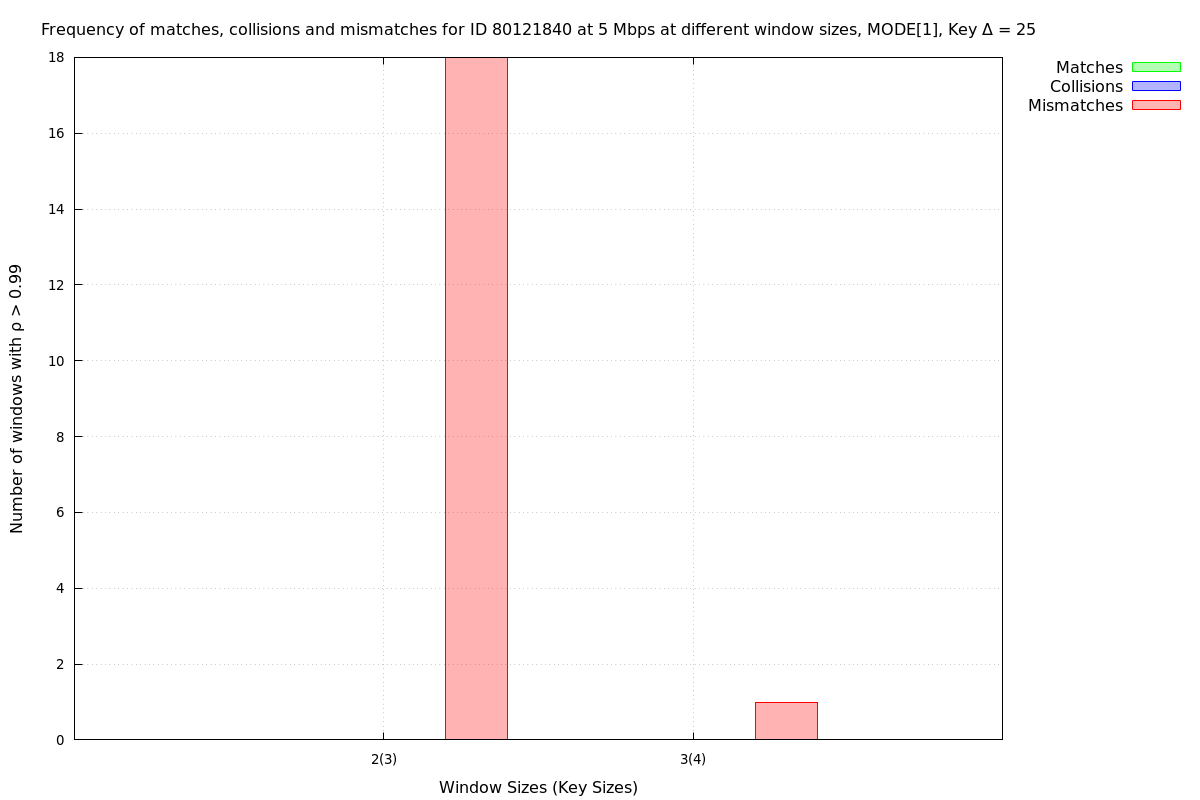 Frequency of matches, collisions and mismatches for ID 80121840 at 5 Mbps at different window sizes, MODE[1], Key Δ = 25
Matches
Collisions
Mismatches
Number of windows with ρ > 0.99
18
16
14
12
10
8
6
4
2
0
2(3)
3(4)
Window Sizes (Key Sizes)